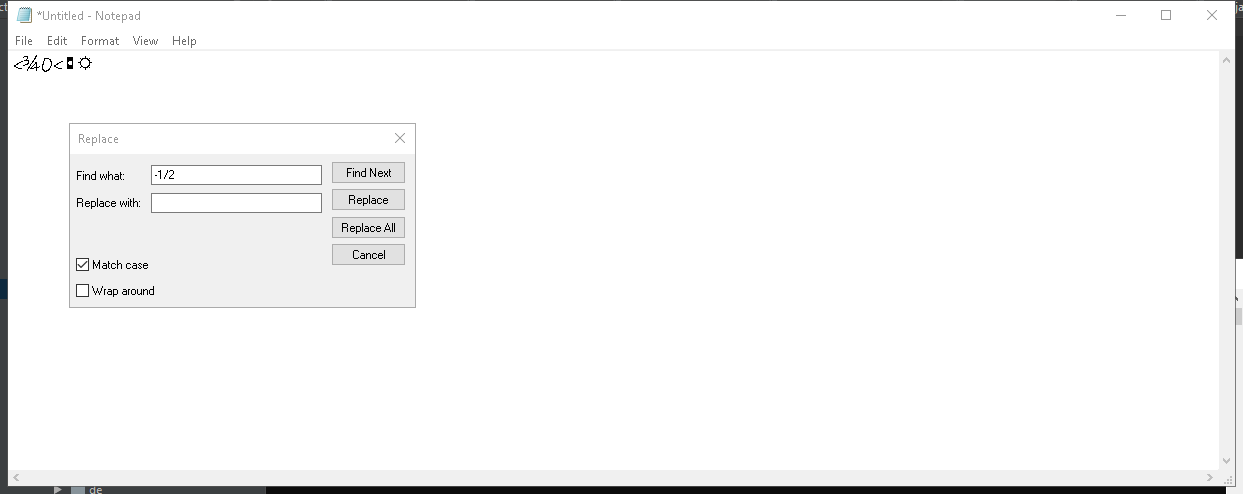 *Untitled - Notepad
File Edit Format View Help
<¾0<◘☼
Replace
Find what: -1/2 Find Next
Replace with: Replace
Replace All
Cancel
Match case
Wrap around
de